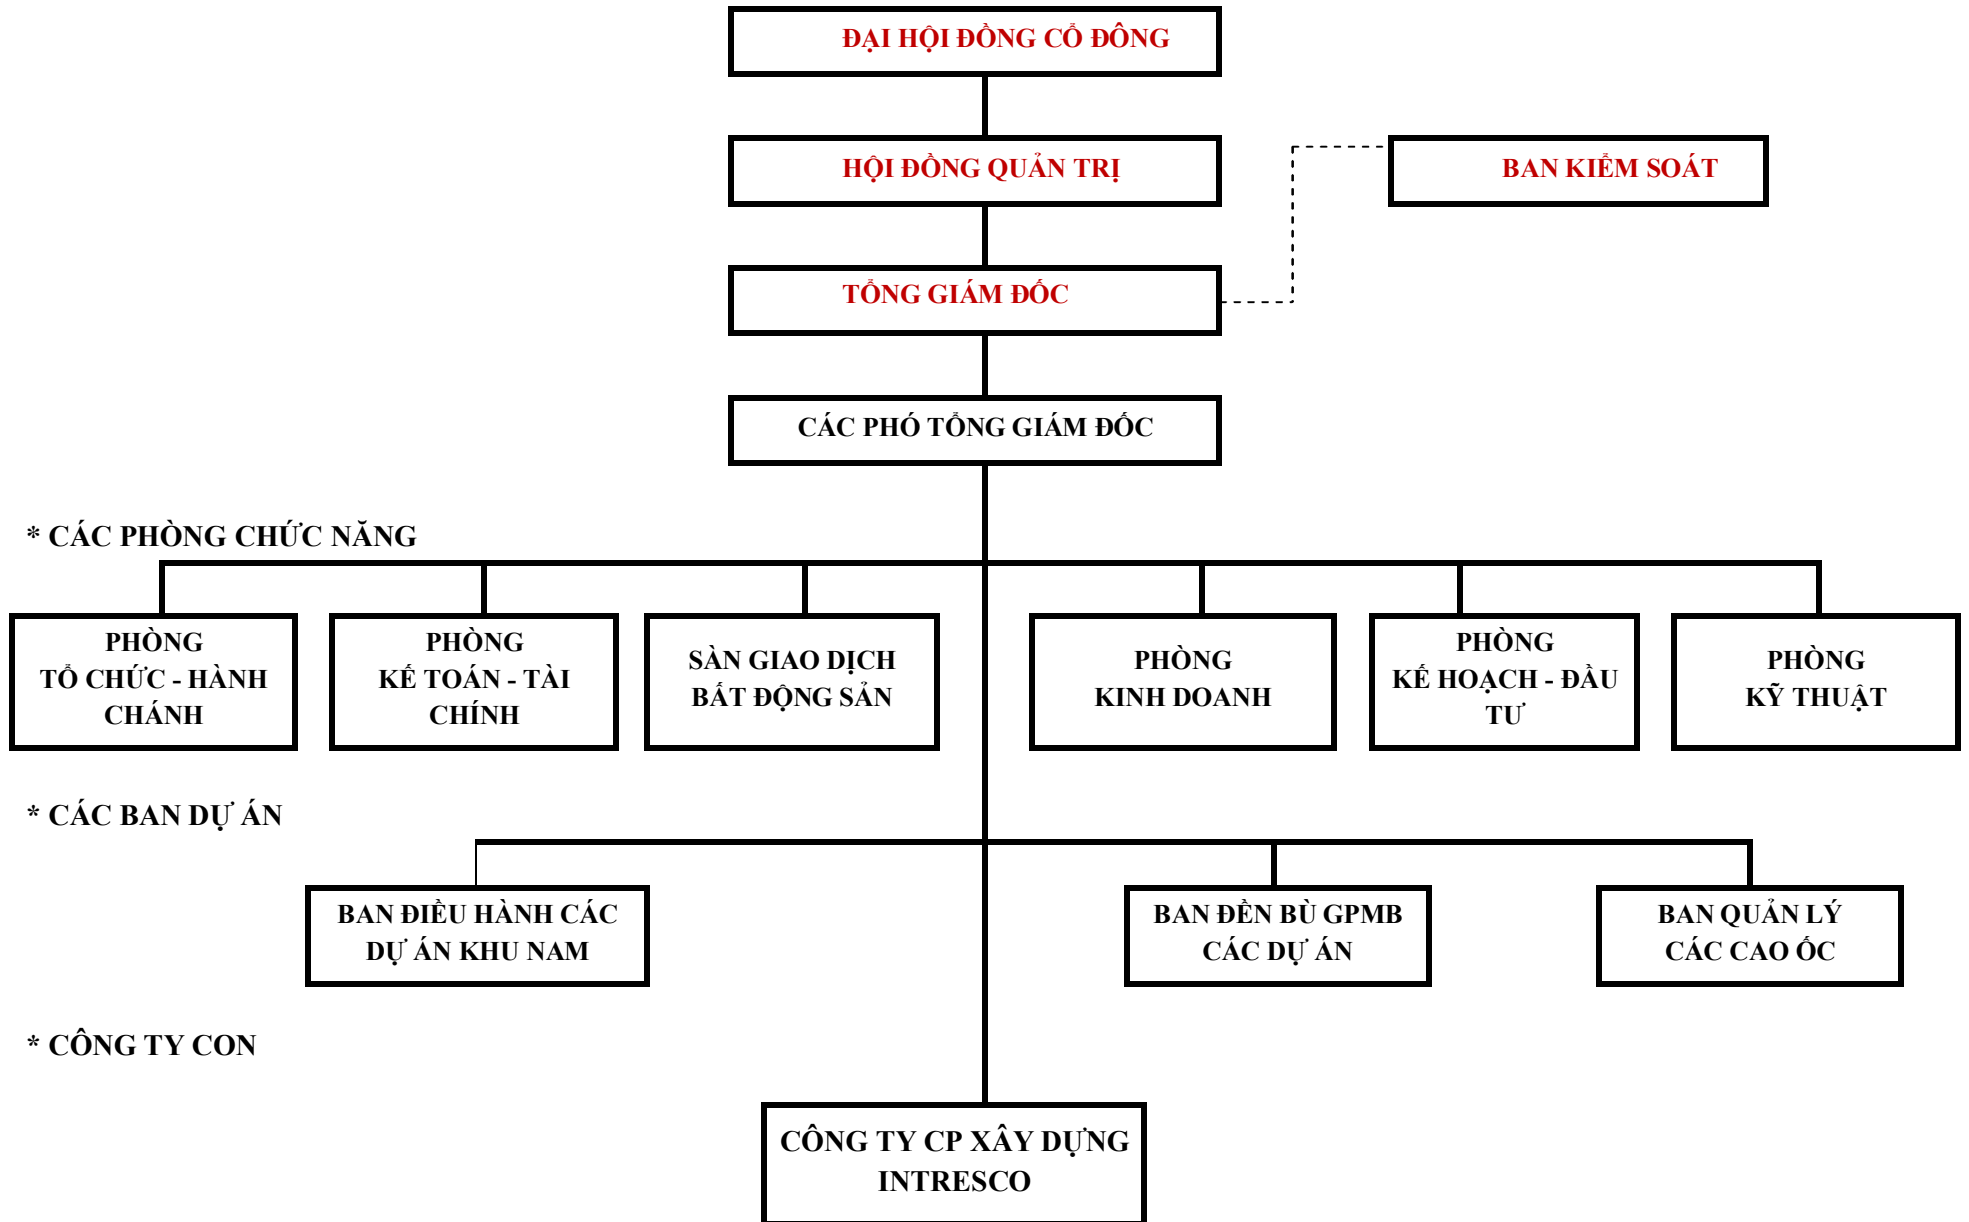 ĐẠI HỘI ĐỒNG CỔ ĐÔNG
HỘI ĐỒNG QUẢN TRỊ
BAN KIỂM SOÁT
TỔNG GIÁM ĐỐC
CÁC PHÓ TỔNG GIÁM ĐỐC
* CÁC PHÒNG CHỨC NĂNG
PHÒNG
TỔ CHỨC - HÀNH
CHÁNH
PHÒNG
KẾ TOÁN - TÀI
CHÍNH
SÀN GIAO DỊCH
BẤT ĐỘNG SẢN
PHÒNG
KINH DOANH
PHÒNG
KẾ HOẠCH - ĐẦU
TƯ
PHÒNG
KỸ THUẬT
* CÁC BAN DỰ ÁN
BAN ĐIỀU HÀNH CÁC
DỰ ÁN KHU NAM
BAN ĐỀN BÙ GPMB
CÁC DỰ ÁN
BAN QUẢN LÝ
CÁC CAO ỐC
* CÔNG TY CON
CÔNG TY CP XÂY DỰNG
INTRESCO